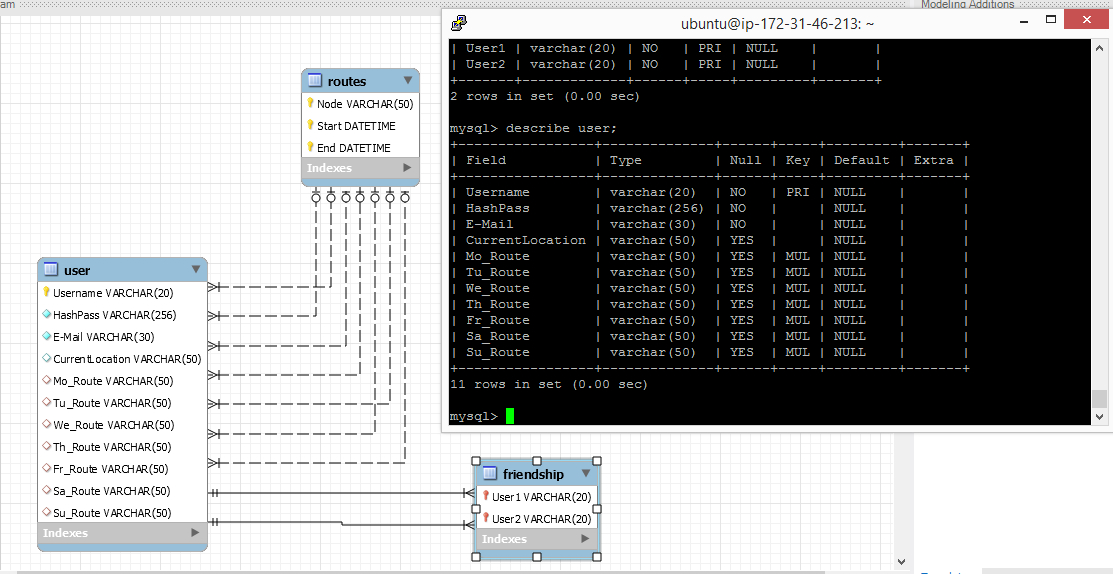 am
Modeling Additions
ubuntu@ip-172-31-46-213: ~
routes
Node VARCHAR(50)
Start DATETIME
End DATETIME
Indexes
user
Username VARCHAR(20)
HashPass VARCHAR(256)
E-Mail VARCHAR(30)
CurrentLocation VARCHAR(50)
Mo_Route VARCHAR(50)
Tu_Route VARCHAR(50)
We_Route VARCHAR(50)
Th_Route VARCHAR(50)
Fr_Route VARCHAR(50)
Sa_Route VARCHAR(50)
Su_Route VARCHAR(50)
Indexes
friendship
User1 VARCHAR(20)
User2 VARCHAR(20)
Indexes
| User1 | varchar(20) | NO | PRI | NULL | |
| User2 | varchar(20) | NO | PRI | NULL | |
+-------+-------------+------+-----+---------+-------+
2 rows in set (0.00 sec)
mysql> describe user;
+-----------------+--------------+------+-----+---------+-------+
| Field | Type | Null | Key | Default | Extra |
+-----------------+--------------+------+-----+---------+-------+
| Username | varchar(20) | NO | PRI | NULL | |
| HashPass | varchar(256) | NO | | NULL | |
| E-Mail | varchar(30) | NO | | NULL | |
| CurrentLocation | varchar(50) | YES | | NULL | |
| Mo_Route | varchar(50) | YES | MUL | NULL | |
| Tu_Route | varchar(50) | YES | MUL | NULL | |
| We_Route | varchar(50) | YES | MUL | NULL | |
| Th_Route | varchar(50) | YES | MUL | NULL | |
| Fr_Route | varchar(50) | YES | MUL | NULL | |
| Sa_Route | varchar(50) | YES | MUL | NULL | |
| Su_Route | varchar(50) | YES | MUL | NULL | |
+-----------------+--------------+------+-----+---------+-------+
11 rows in set (0.00 sec)
mysql>